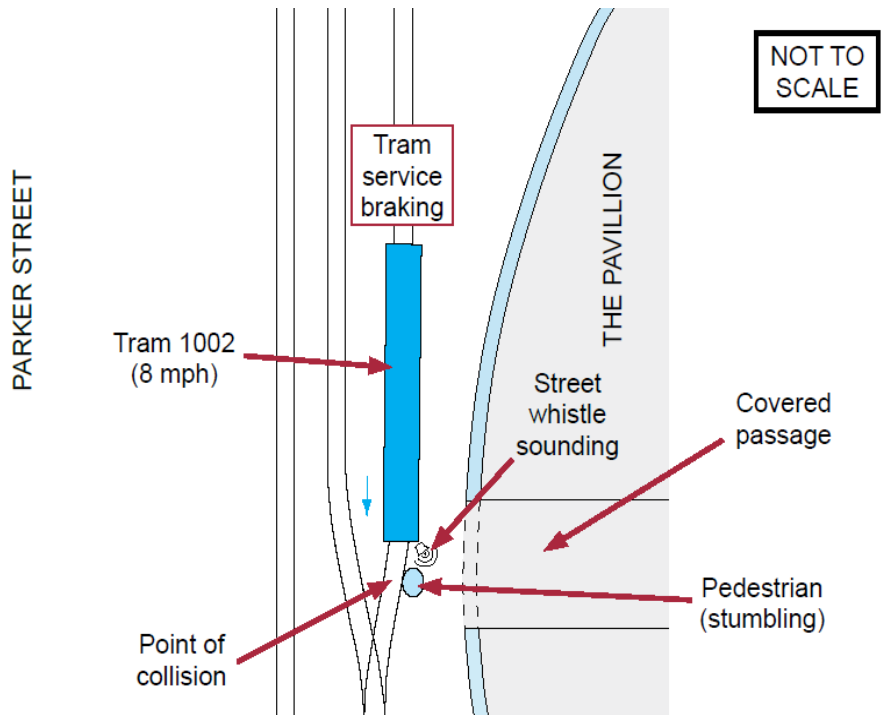 NOT TO
SCALE
Tram
service
braking
PARKER STREET
THE PAVILLION
Tram 1002
(8 mph)
Street
whistle
sounding
Covered
passage
Pedestrian
(stumbling)
Point of
collision